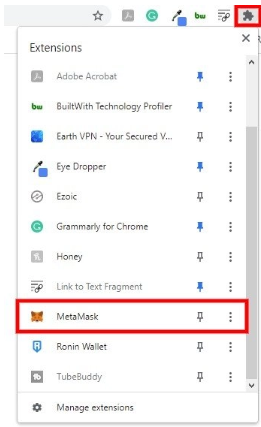 bw
Extensions
Adobe Acrobat
bw BuiltWith Technology Profiler
Earth VPN - Your Secured V...
Eye Dropper
Ezoic
Grammarly for Chrome
Honey
Link to Text Fragment
MetaMask
Ronin Wallet
TubeBuddy
Manage extensions